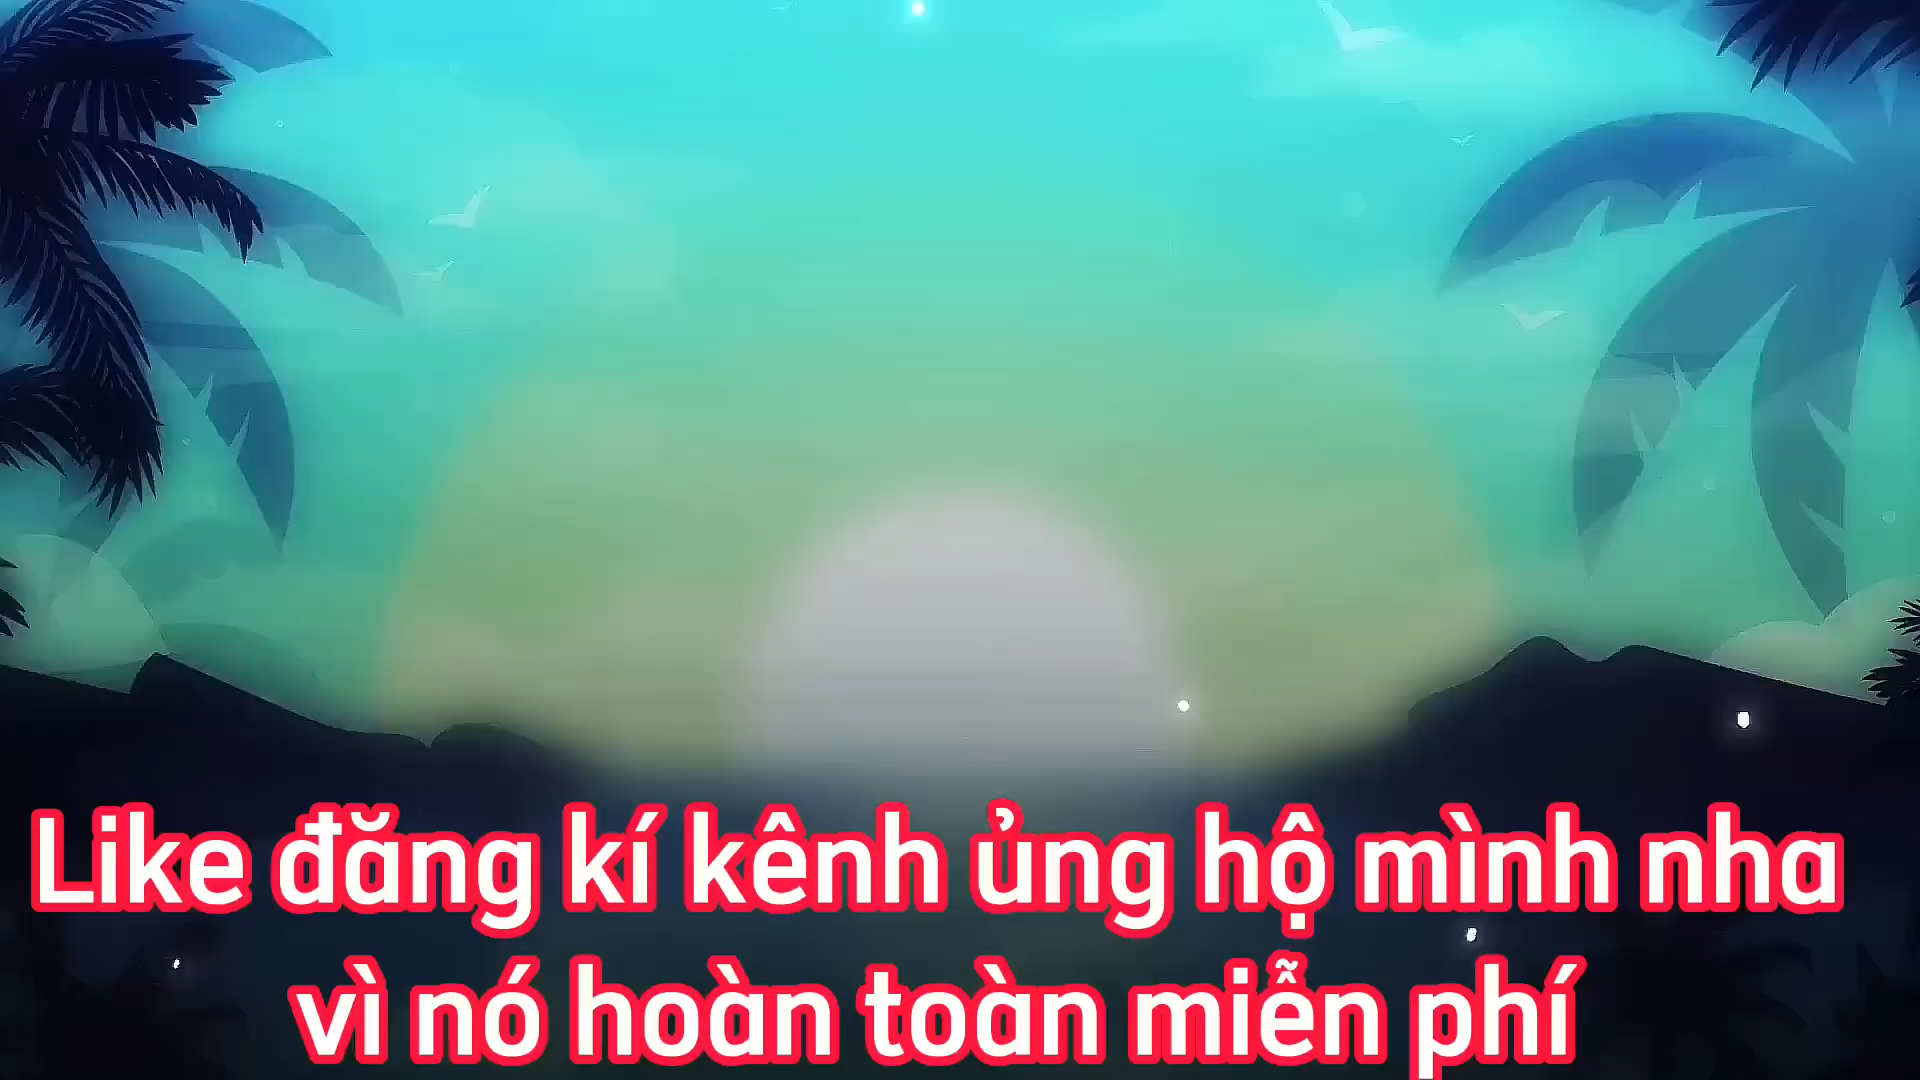 Like đăng kí kênh ủng hộ mình nha
vì nó hoàn toàn miễn phí